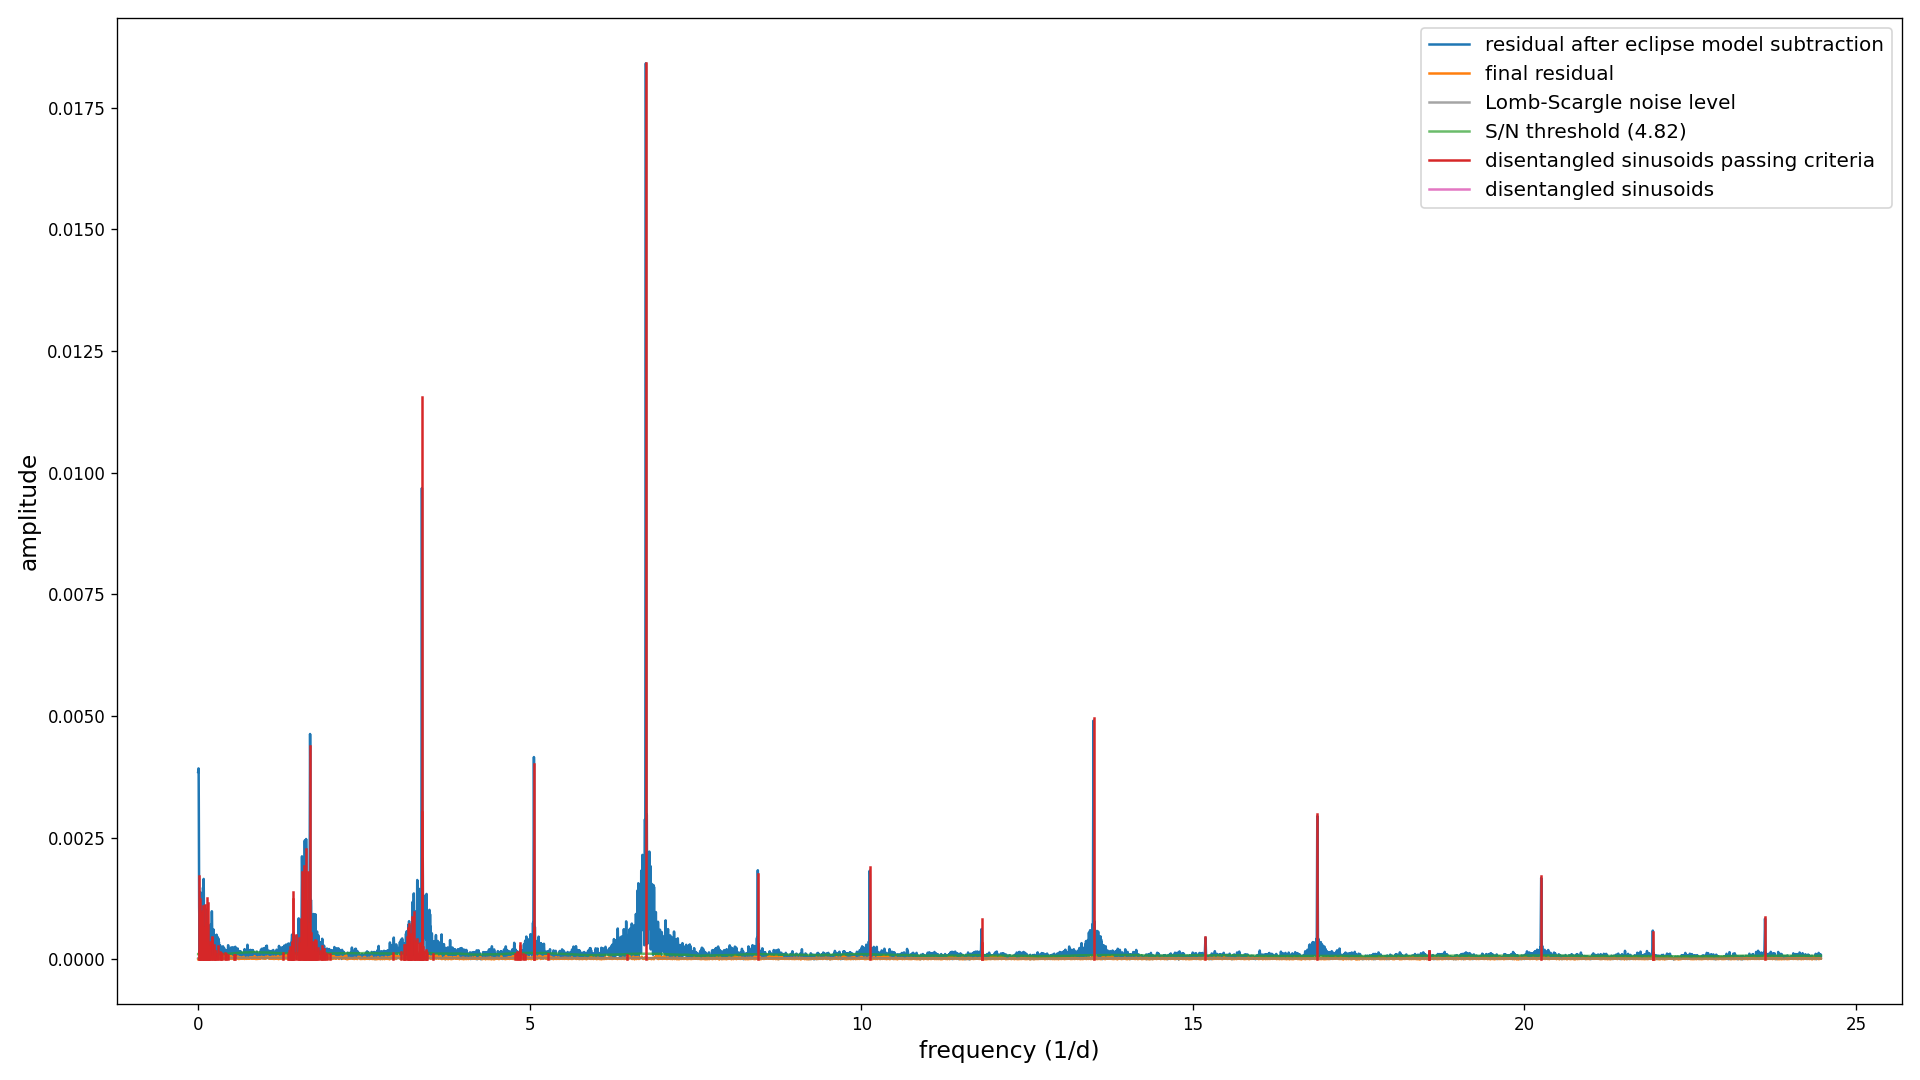 residual after eclipse model subtraction
final residual
Lomb-Scargle noise level
S/N threshold (4.82)
disentangled sinusoids passing criteria
disentangled sinusoids
0.0175
0.0150
0.0125
0.0100
0.0075
0.0050
0.0025
0.0000
amplitude
0 5 10 15 20 25
frequency (1/d)